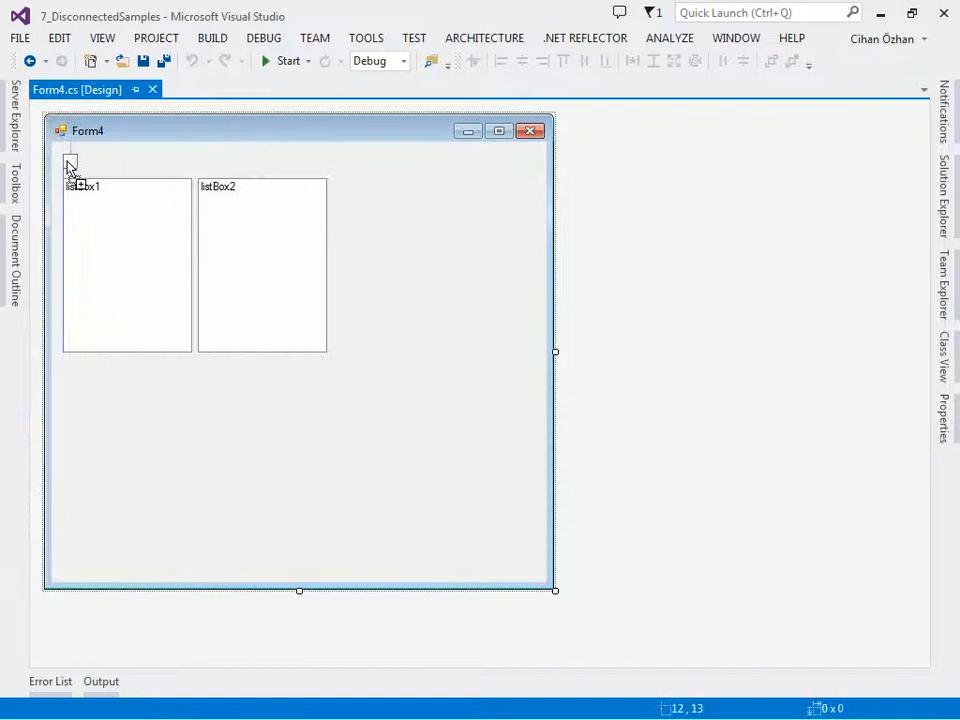 7_DisconnectedSamples - Microsoft Visual Studio
1
Quick Launch (Ctrl+Q)
FILE EDIT VIEW PROJECT BUILD DEBUG TEAM TOOLS TEST ARCHITECTURE .NET REFLECTOR ANALYZE WINDOW HELP Cihan Özhan
Start Debug
Form4.cs [Design]
Server Explorer
Toolbox
Document Outline
Form4
listBox1
listBox2
Notifications
Solution Explorer
Team Explorer
Class View
Properties
Error List Output
12 , 13
0 x 0